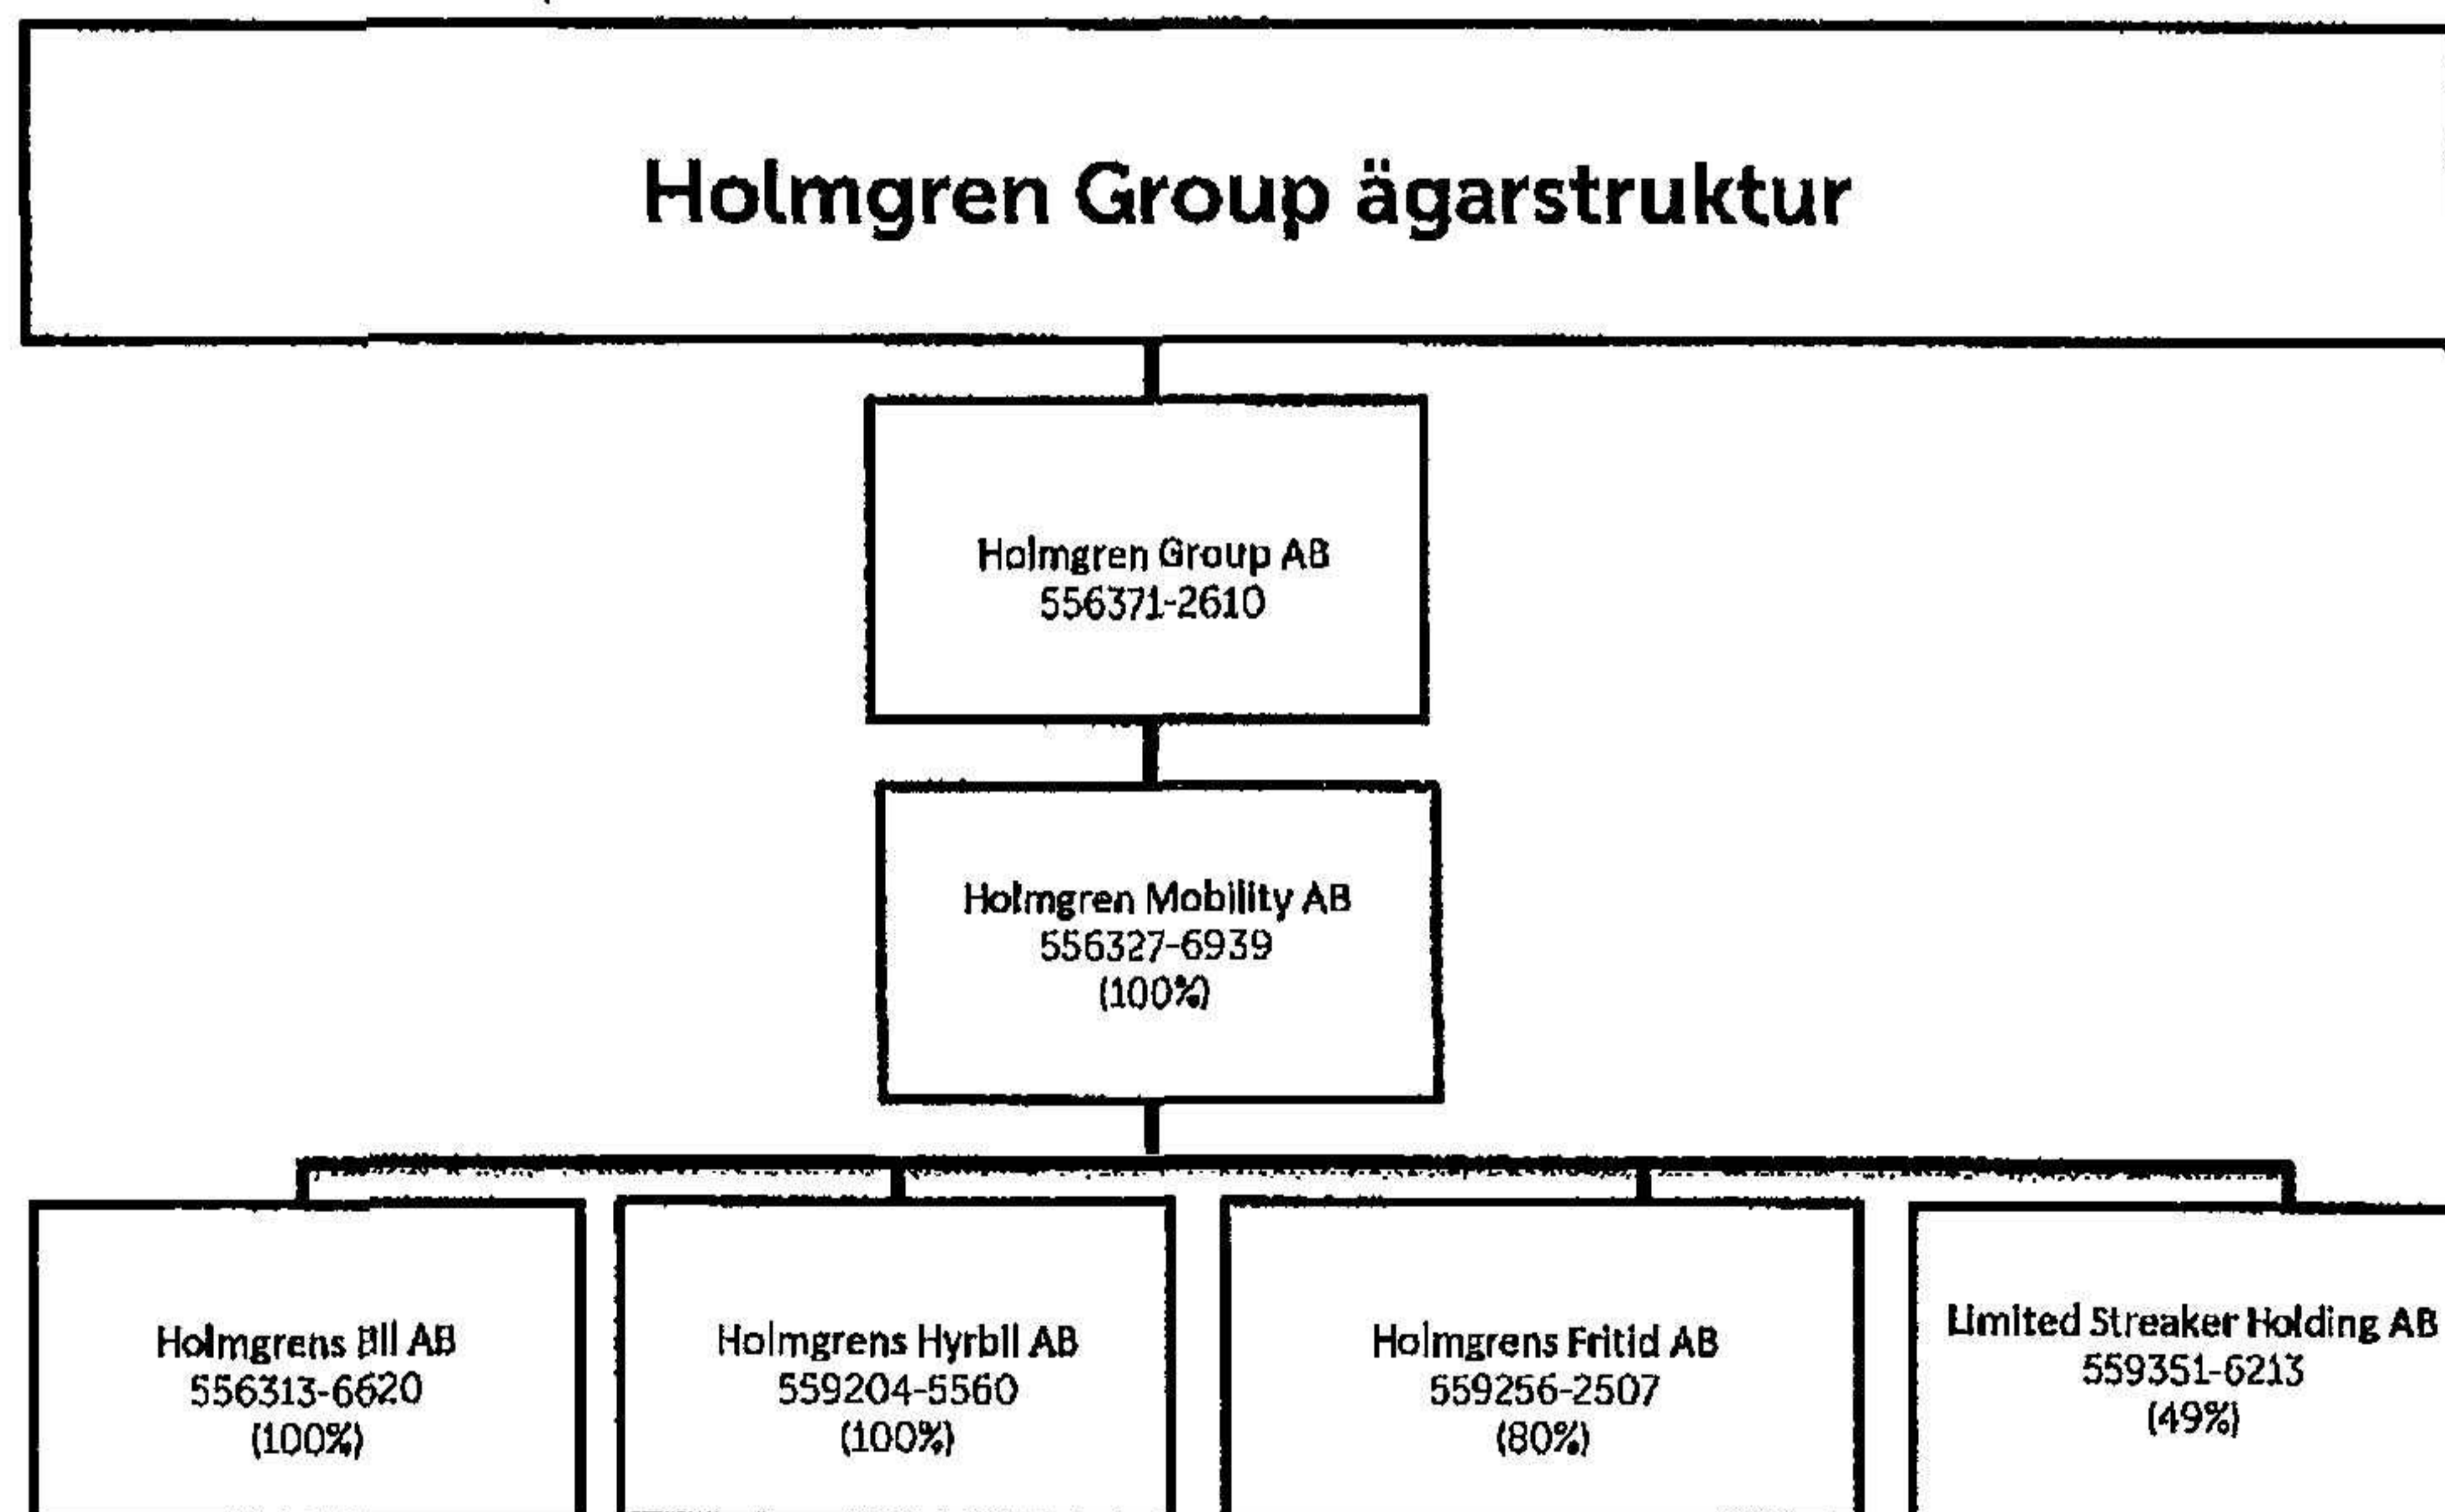 Holmgren Group ägarstruktur
Holmgren Group AB
556371-2610
Holmgren Mobility AB
556327-6939
(100%)
Holmgrens Bil AB
556313-6620
(100%)
Holmgrens Hyrbil AB
559204-5560
(100%)
Holmgrens Fritid AB
559256-2507
(80%)
Limited Streaker Holding AB
559351-6213
(49%)